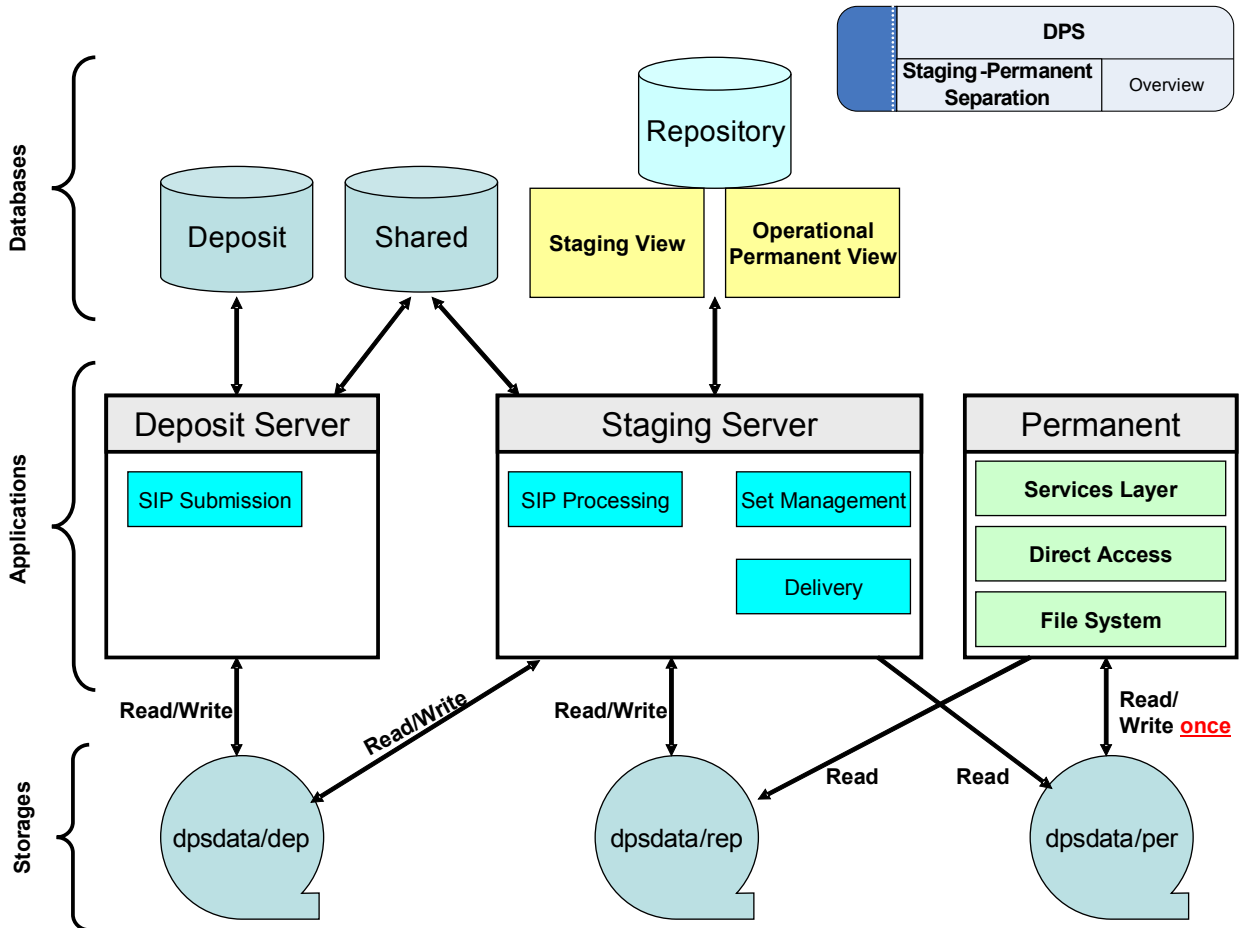 DPS
Staging -Permanent
Separation
Overview
Databases
Repository
Deposit
Shared
Staging View
Operational
Permanent View
Applications
Deposit Server
SIP Submission
Staging Server
SIP Processing
Set Management
Delivery
Permanent
Services Layer
Direct Access
File System
Read/Write
Read/Write
Read/Write
Read
Read
Read/
Write once
Storages
dpsdata/dep
dpsdata/rep
dpsdata/per